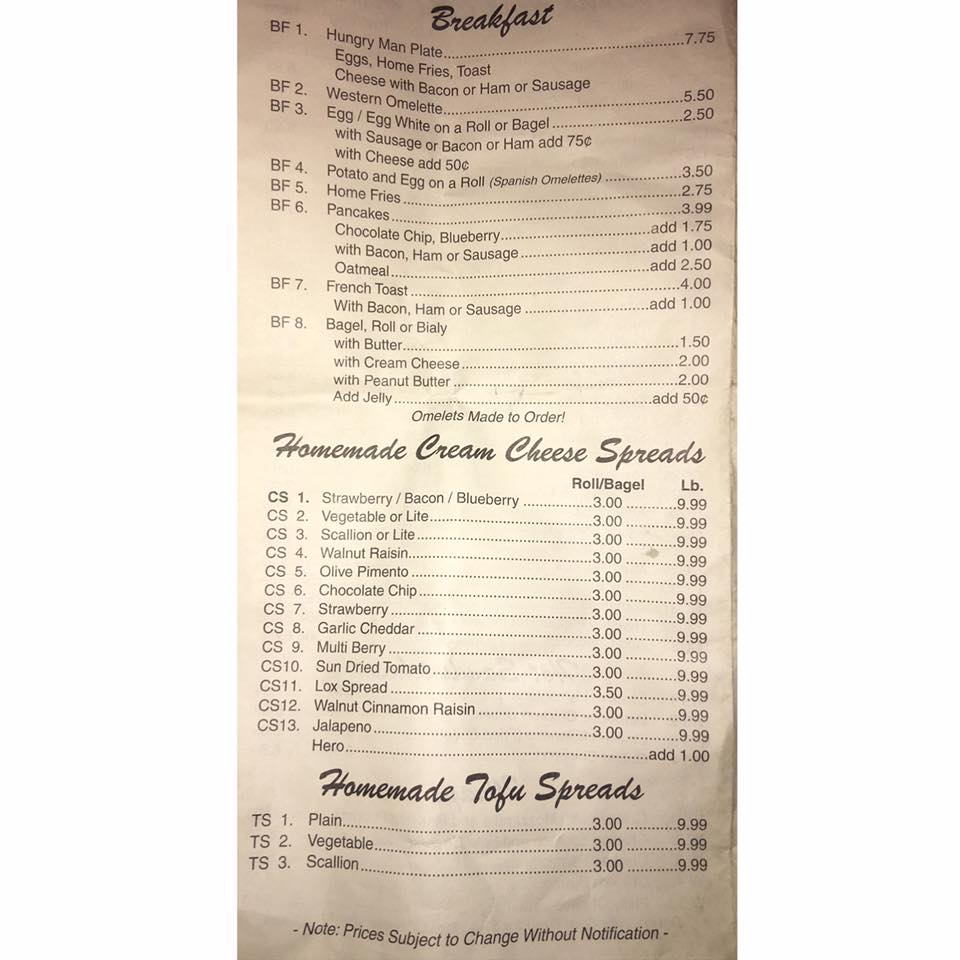 Breakfast
BF 1. Hungry Man Plate..........7.75
Eggs, Home Fries, Toast
Cheese with Bacon or Ham or Sausage
BF 2. Western Omelette..........5.50
BF 3. Egg / Egg White on a Roll or Bagel..........2.50
with Sausage or Bacon or Ham add 75¢
with Cheese add 50¢
BF 4. Potato and Egg on a Roll (Spanish Omelettes)..........3.50
BF 5. Home Fries..........2.75
BF 6. Pancakes..........3.99
Chocolate Chip, Blueberry..........add 1.75
with Bacon, Ham or Sausage..........add 1.00
Oatmeal..........add 2.50
BF 7. French Toast..........4.00
With Bacon, Ham or Sausage..........add 1.00
BF 8. Bagel, Roll or Bialy
with Butter..........1.50
with Cream Cheese..........2.00
with Peanut Butter..........2.00
Add Jelly..........add 50¢
Omelets Made to Order!
Homemade Cream Cheese Spreads
Roll/Bagel Lb.
CS 1. Strawberry / Bacon / Blueberry..........3.00..........9.99
CS 2. Vegetable or Lite..........3.00..........9.99
CS 3. Scallion or Lite..........3.00..........9.99
CS 4. Walnut Raisin..........3.00..........9.99
CS 5. Olive Pimento..........3.00..........9.99
CS 6. Chocolate Chip..........3.00..........9.99
CS 7. Strawberry..........3.00..........9.99
CS 8. Garlic Cheddar..........3.00..........9.99
CS 9. Multi Berry..........3.00..........9.99
CS10. Sun Dried Tomato..........3.00..........9.99
CS11. Lox Spread..........3.50..........9.99
CS12. Walnut Cinnamon Raisin..........3.00..........9.99
CS13. Jalapeno..........3.00..........9.99
Hero..........add 1.00
Homemade Tofu Spreads
TS 1. Plain..........3.00..........9.99
TS 2. Vegetable..........3.00..........9.99
TS 3. Scallion..........3.00..........9.99
- Note: Prices Subject to Change Without Notification -